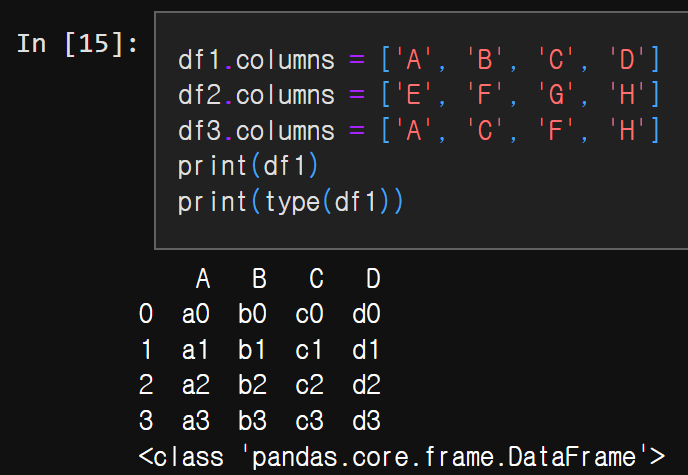 In [15]:
df1.columns = ['A', 'B', 'C', 'D']
df2.columns = ['E', 'F', 'G', 'H']
df3.columns = ['A', 'C', 'F', 'H']
print(df1)
print(type(df1))
A B C D
0 a0 b0 c0 d0
1 a1 b1 c1 d1
2 a2 b2 c2 d2
3 a3 b3 c3 d3
<class 'pandas.core.frame.DataFrame'>